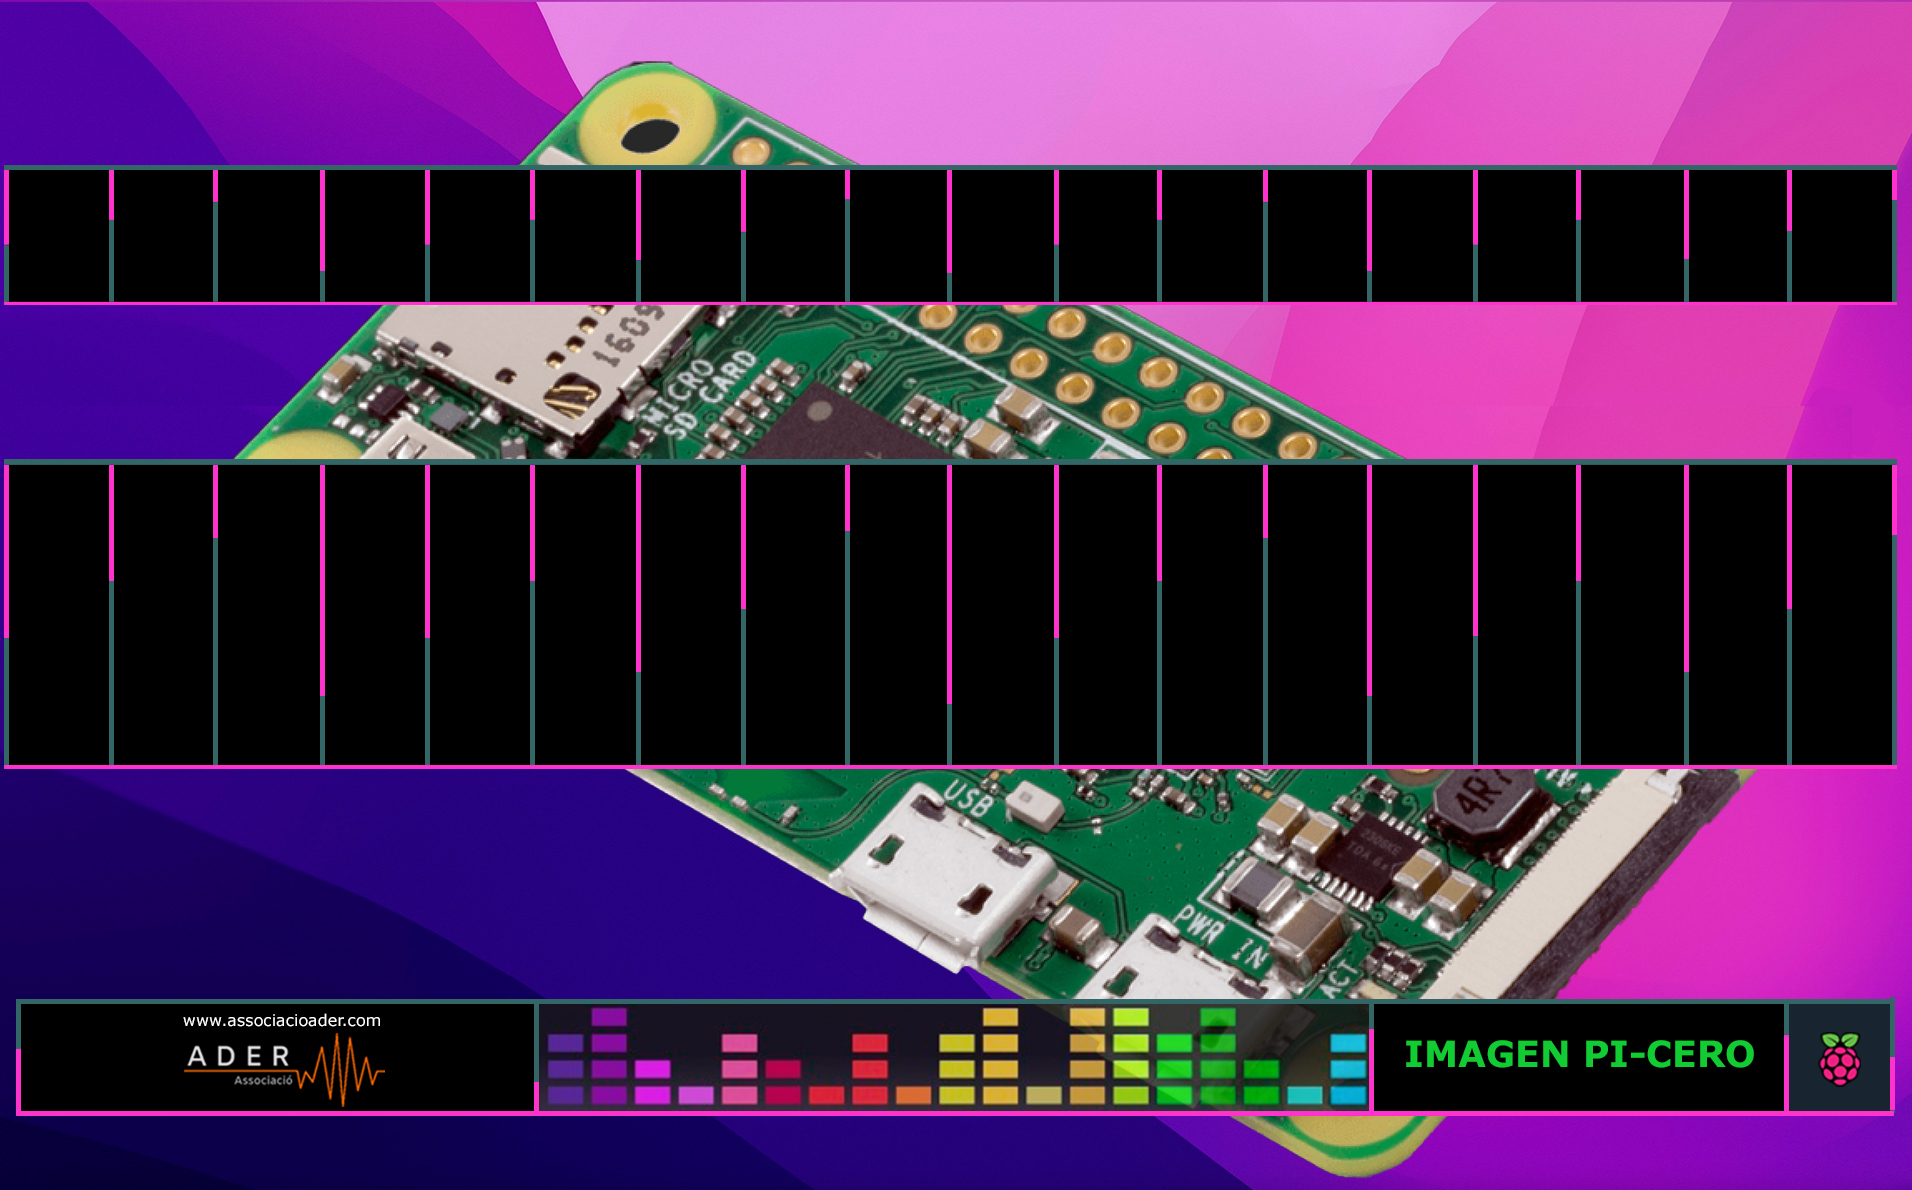 1609
MICRO
SD CARD
USB
4R7
PWR IN
ACT
www.associacioader.com
ADER
Associació
IMAGEN PI-CERO